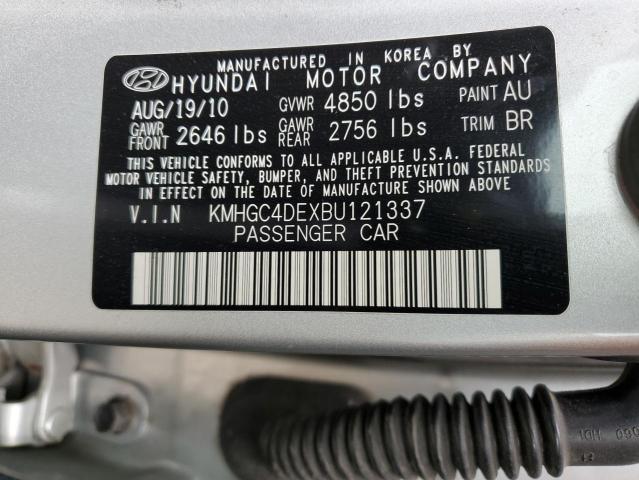 MANUFACTURED IN KOREA BY
HYUNDAI MOTOR COMPANY
AUG/19/10 GVWR 4850 lbs PAINT AU
GAWR FRONT 2646 lbs GAWR REAR 2756 lbs TRIM BR
THIS VEHICLE CONFORMS TO ALL APPLICABLE U.S.A. FEDERAL
MOTOR VEHICLE SAFETY, BUMPER, AND THEFT PREVENTION STANDARDS
IN EFFECT ON THE DATE OF MANUFACTURE SHOWN ABOVE.
V.I.N KMHGC4DEXBU121337
PASSENGER CAR